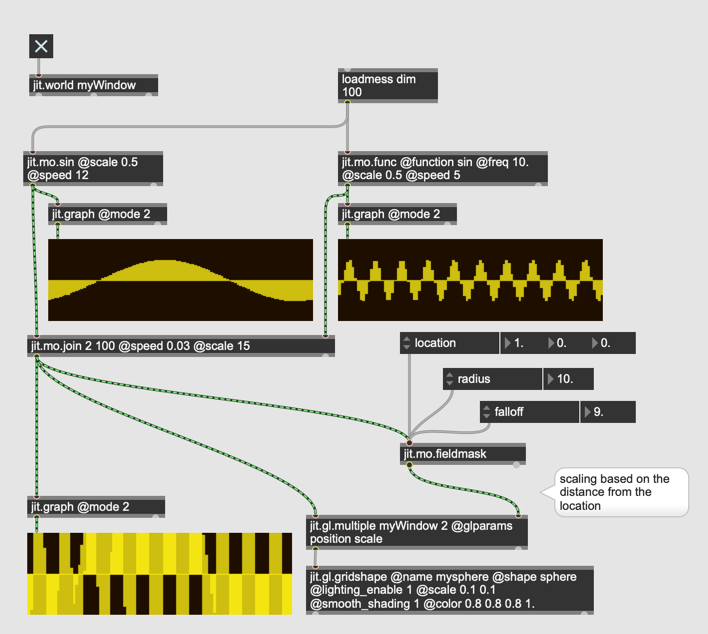 jit.world myWindow
loadmess dim
100
jit.mo.sin @scale 0.5
@speed 12
jit.mo.func @function sin @freq 10.
@scale 0.5 @speed 5
jit.graph @mode 2
jit.graph @mode 2
jit.mo.join 2 100 @speed 0.03 @scale 15
location 1. 0. 0.
radius 10.
falloff 9.
jit.mo.fieldmask
scaling based on the
distance from the
location
jit.graph @mode 2
jit.gl.multiple myWindow 2 @glparams
position scale
jit.gl.gridshape @name mysphere @shape sphere
@lighting_enable 1 @scale 0.1 0.1
@smooth_shading 1 @color 0.8 0.8 0.8 1.